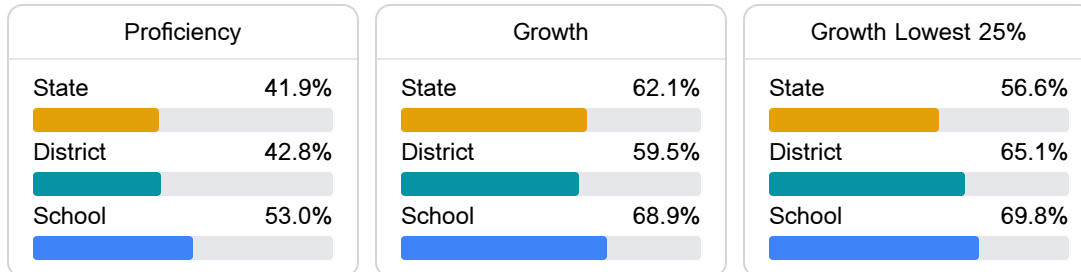 Proficiency
State 41.9%
District 42.8%
School 53.0%
Growth
State 62.1%
District 59.5%
School 68.9%
Growth Lowest 25%
State 56.6%
District 65.1%
School 69.8%